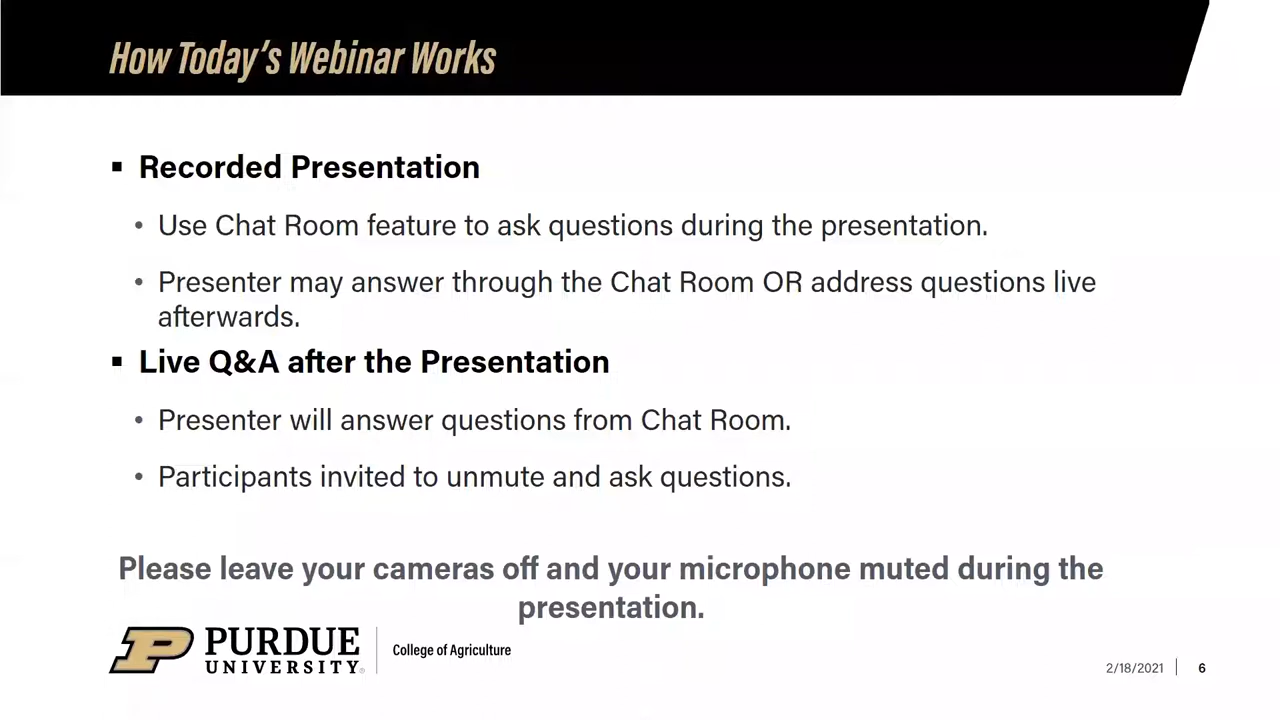 How Today's Webinar Works
▪ Recorded Presentation
• Use Chat Room feature to ask questions during the presentation.
• Presenter may answer through the Chat Room OR address questions live
afterwards.
▪ Live Q&A after the Presentation
• Presenter will answer questions from Chat Room.
• Participants invited to unmute and ask questions.
Please leave your cameras off and your microphone muted during the
presentation.
P PURDUE
UNIVERSITY®
College of Agriculture
2/18/2021 | 6